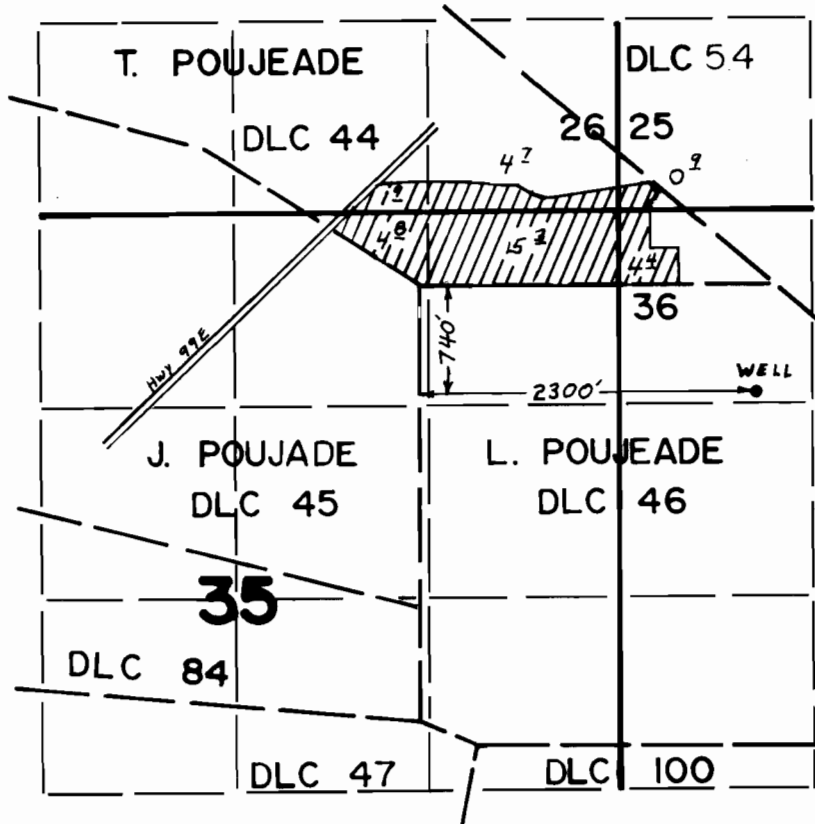 T. POUJEADE
DLC 54
DLC 44
26 25
4 7
0 9
1 9
4 8
15 3
4 4
36
HWY 99E
740'
2300'
WELL
J. POUJADE
L. POUJEADE
DLC 45
DLC 46
35
DLC 84
DLC 47
DLC 100